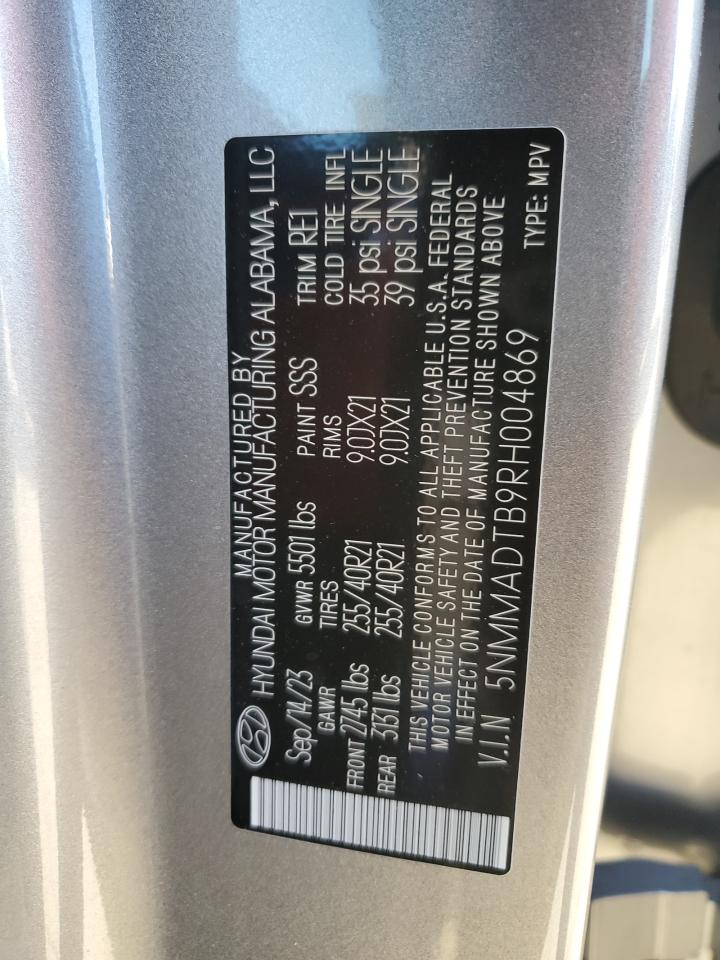 MANUFACTURED BY
HYUNDAI MOTOR MANUFACTURING ALABAMA, LLC
Sep/14/23 GVWR 5501 lbs PAINT SSS TRIM RE1
GAWR TIRES RIMS COLD TIRE INFL
FRONT 2745 lbs 255/40R21 9.0JX21 35 psi SINGLE
REAR 3131 lbs 255/40R21 9.0JX21 39 psi SINGLE
THIS VEHICLE CONFORMS TO ALL APPLICABLE U.S.A. FEDERAL
MOTOR VEHICLE SAFETY AND THEFT PREVENTION STANDARDS
IN EFFECT ON THE DATE OF MANUFACTURE SHOWN ABOVE
V.I.N 5NMMADTB9RH004869 TYPE: MPV